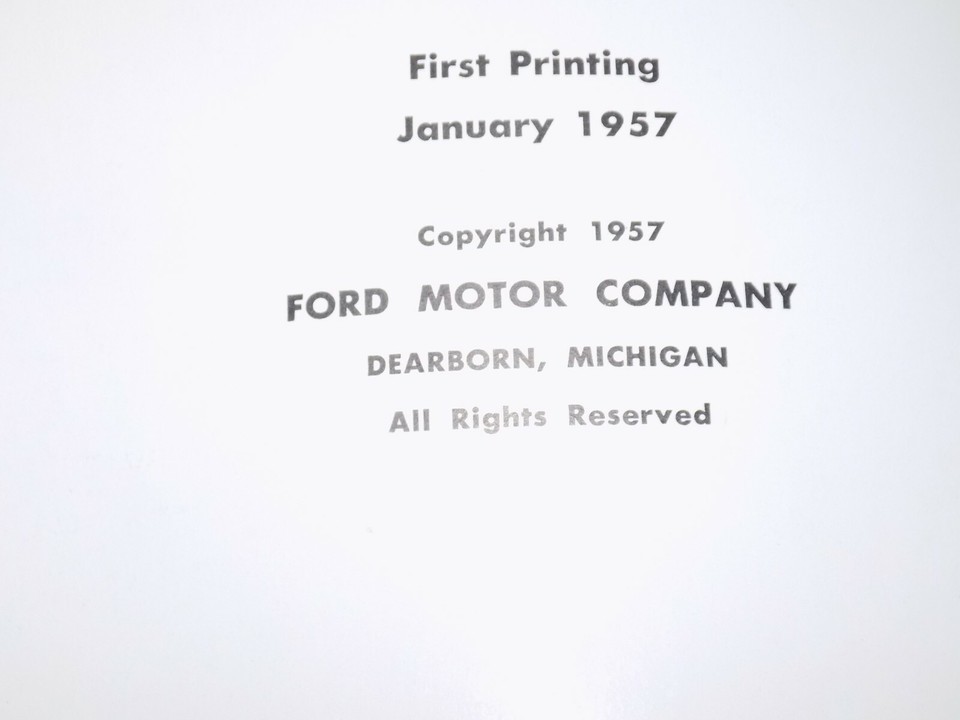 First Printing
January 1957
Copyright 1957
FORD MOTOR COMPANY
DEARBORN, MICHIGAN
All Rights Reserved